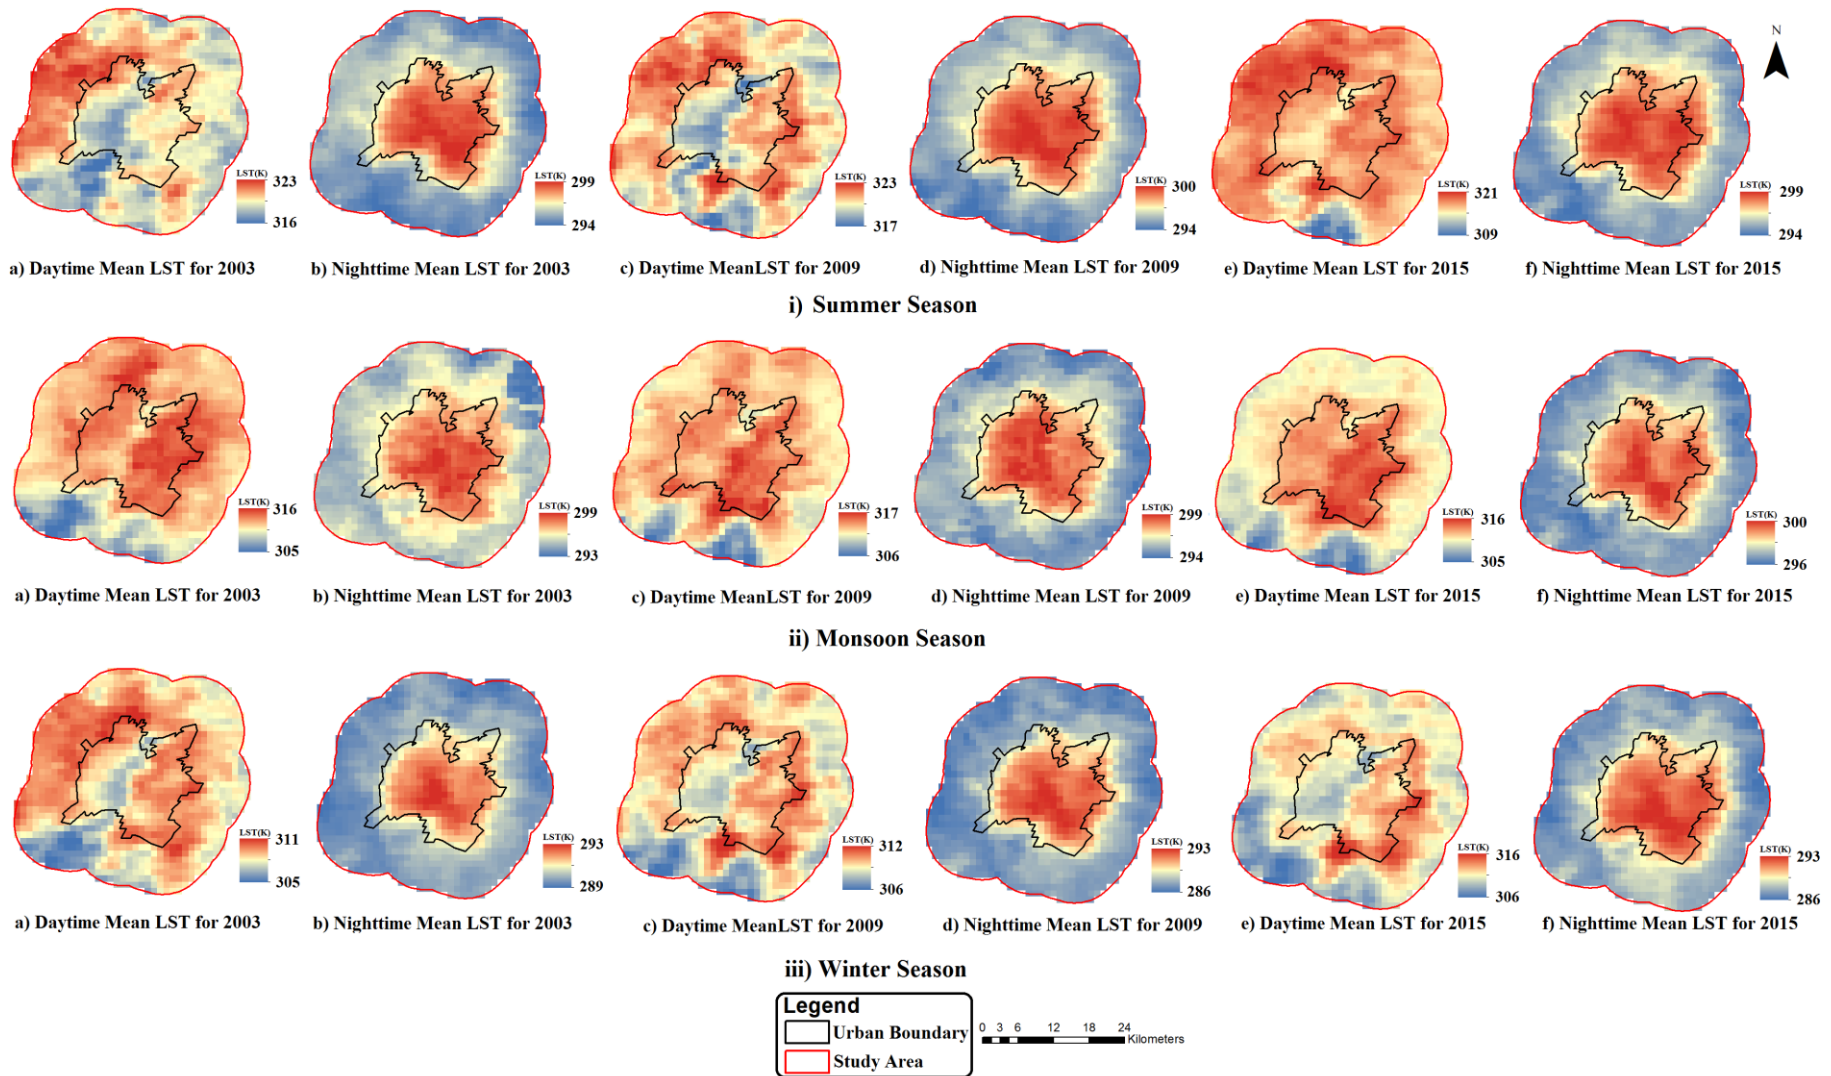 N
LST(K)
323
316
LST(K)
299
294
LST(K)
323
317
LST(K)
300
294
LST(K)
321
309
LST(K)
299
294
a) Daytime Mean LST for 2003
b) Nighttime Mean LST for 2003
c) Daytime MeanLST for 2009
d) Nighttime Mean LST for 2009
e) Daytime Mean LST for 2015
f) Nighttime Mean LST for 2015
i) Summer Season
LST(K)
316
305
LST(K)
299
293
LST(K)
317
306
LST(K)
299
294
LST(K)
316
305
LST(K)
300
296
a) Daytime Mean LST for 2003
b) Nighttime Mean LST for 2003
c) Daytime MeanLST for 2009
d) Nighttime Mean LST for 2009
e) Daytime Mean LST for 2015
f) Nighttime Mean LST for 2015
ii) Monsoon Season
LST(K)
311
305
LST(K)
293
289
LST(K)
312
306
LST(K)
293
286
LST(K)
316
306
LST(K)
293
286
a) Daytime Mean LST for 2003
b) Nighttime Mean LST for 2003
c) Daytime MeanLST for 2009
d) Nighttime Mean LST for 2009
e) Daytime Mean LST for 2015
f) Nighttime Mean LST for 2015
iii) Winter Season
Legend
Urban Boundary
Study Area
0 3 6 12 18 24
Kilometers